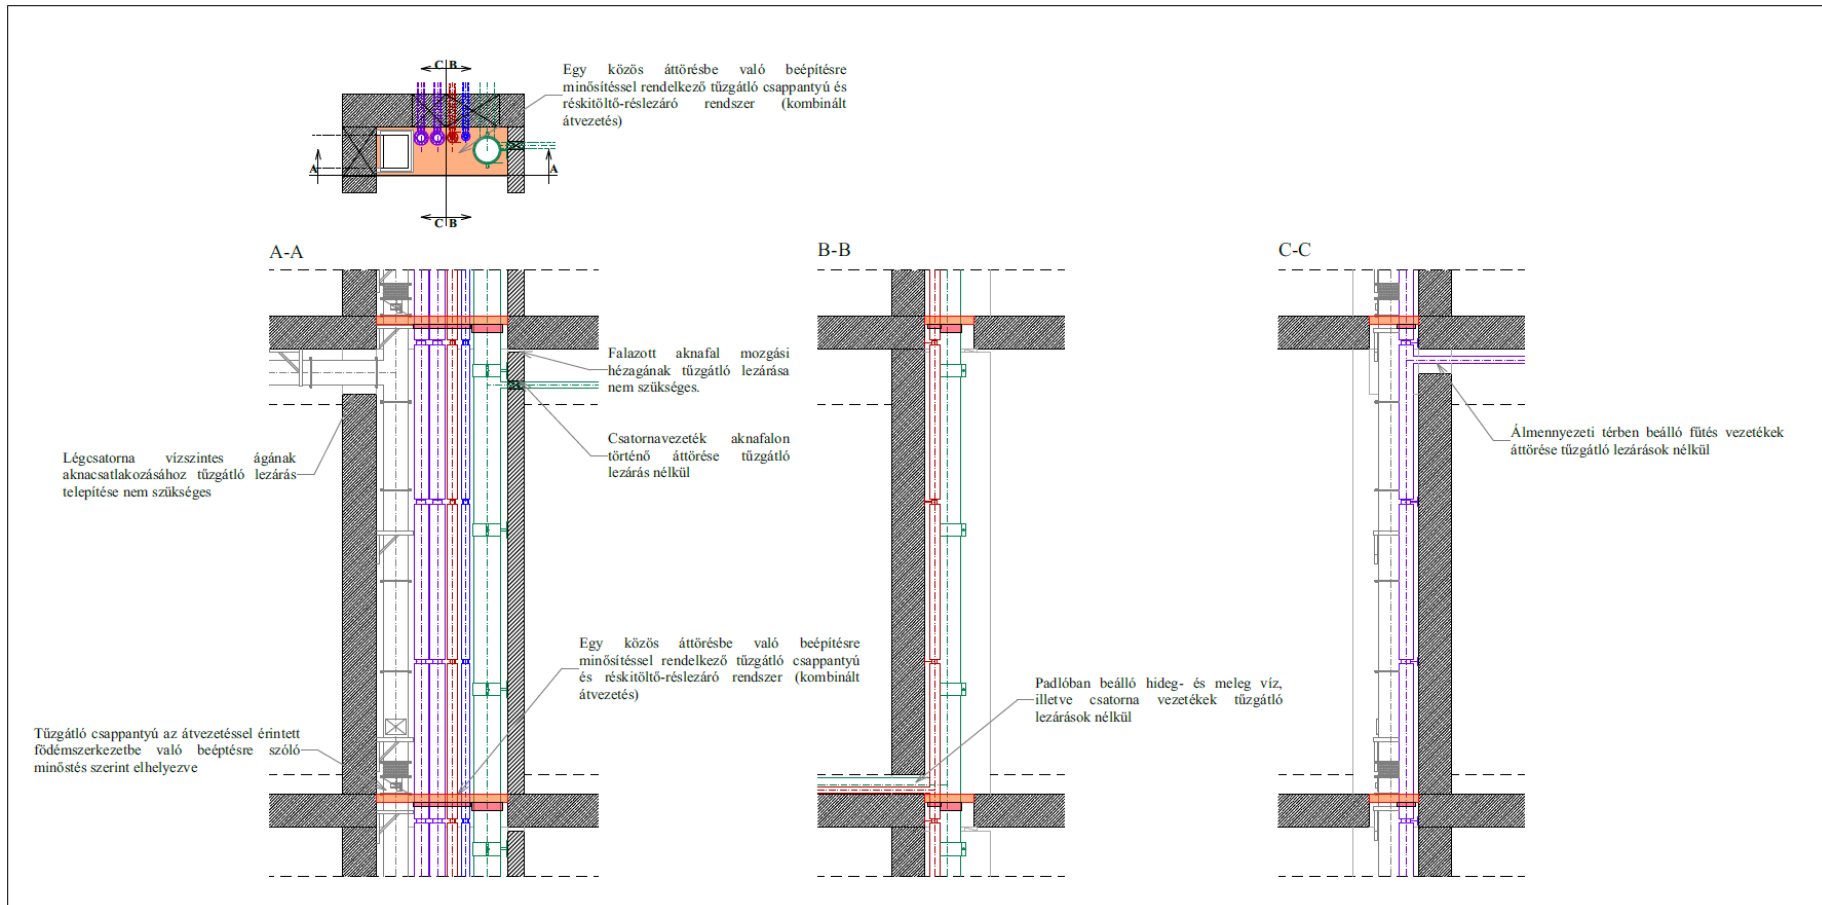 C B
Egy közös áttörésbe való beépítésre
minősítéssel rendelkező tűzgátló csappantyú és
réskitöltő-réslezáró rendszer (kombinált
átvezetés)
A A
C B
A-A
B-B
C-C
Falazott aknafal mozgási
hézagának tűzgátló lezárása
nem szükséges.
Csatornavezeték aknafalon
történő áttörése tűzgátló
lezárás nélkül
Légcsatorna vízszintes ágának
aknacsatlakozásához tűzgátló lezárás
telepítése nem szükséges
Álmennyezeti térben beálló fűtés vezetékek
áttörése tűzgátló lezárások nélkül
Egy közös áttörésbe való beépítésre
minősítéssel rendelkező tűzgátló csappantyú
és réskitöltő-réslezáró rendszer (kombinált
átvezetés)
Padlóban beálló hideg- és meleg víz,
illetve csatorna vezetékek tűzgátló
lezárások nélkül
Tűzgátló csappantyú az átvezetéssel érintett
födémszerkezetbe való beéptésre szóló
minőstés szerint elhelyezve